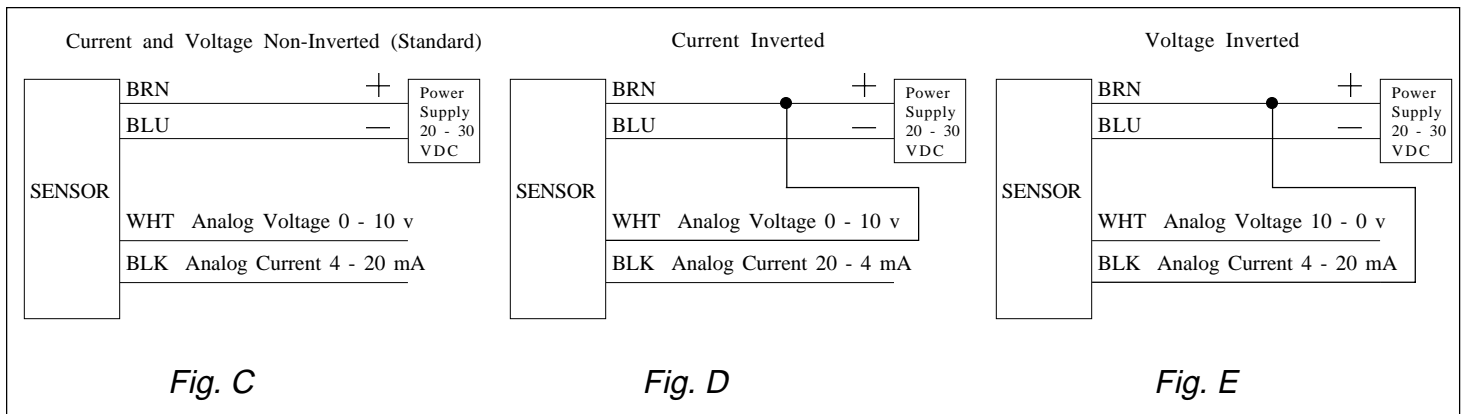 Current and Voltage Non-Inverted (Standard)
BRN
+
BLU
—
Power
Supply
20 - 30
VDC
SENSOR
WHT Analog Voltage 0 - 10 v
BLK Analog Current 4 - 20 mA
Fig. C
Current Inverted
BRN
+
BLU
—
Power
Supply
20 - 30
VDC
SENSOR
WHT Analog Voltage 0 - 10 v
BLK Analog Current 20 - 4 mA
Fig. D
Voltage Inverted
BRN
+
BLU
—
Power
Supply
20 - 30
VDC
SENSOR
WHT Analog Voltage 10 - 0 v
BLK Analog Current 4 - 20 mA
Fig. E